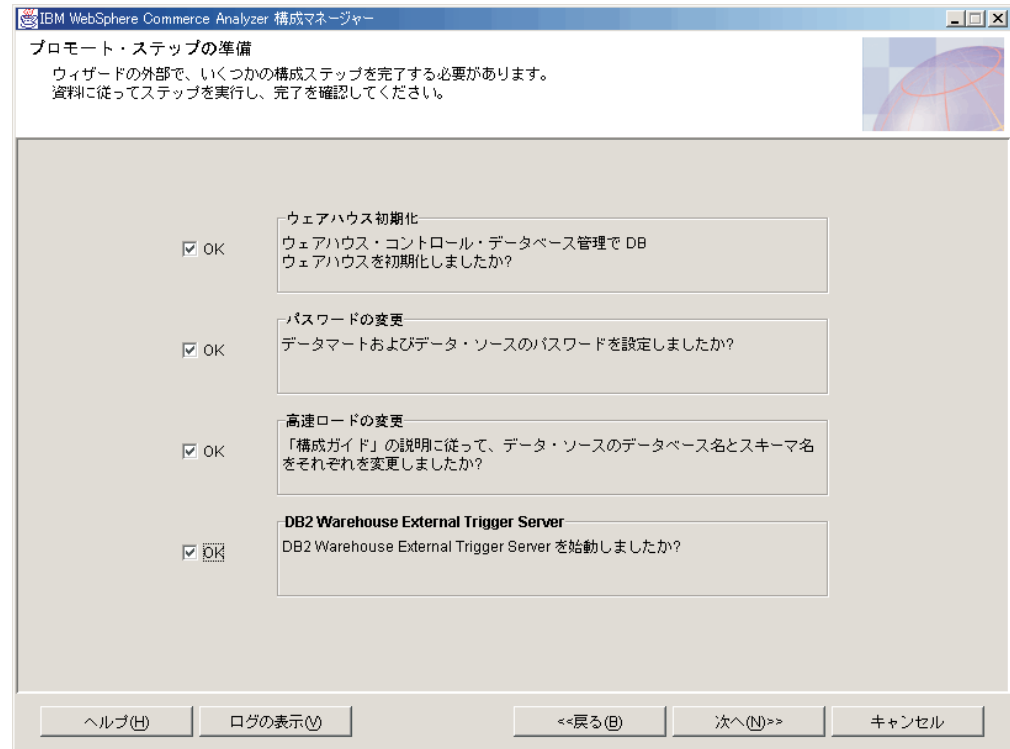 IBM WebSphere Commerce Analyzer 構成マネージャー
プロモート・ステップの準備
ウィザードの外部で、いくつかの構成ステップを完了する必要があります。
資料に従ってステップを実行し、完了を確認してください。
ウェアハウス初期化
OK
ウェアハウス・コントロール・データベース管理で DB
ウェアハウスを初期化しましたか?
パスワードの変更
OK
データマートおよびデータ・ソースのパスワードを設定しましたか?
高速ロードの変更
OK
「構成ガイド」の説明に従って、データ・ソースのデータベース名とスキーマ名
をそれぞれを変更しましたか?
DB2 Warehouse External Trigger Server
OK
DB2 Warehouse External Trigger Server を始動しましたか?
ヘルプ(H)
ログの表示(V)
<<戻る(B)
次へ(N)>>
キャンセル